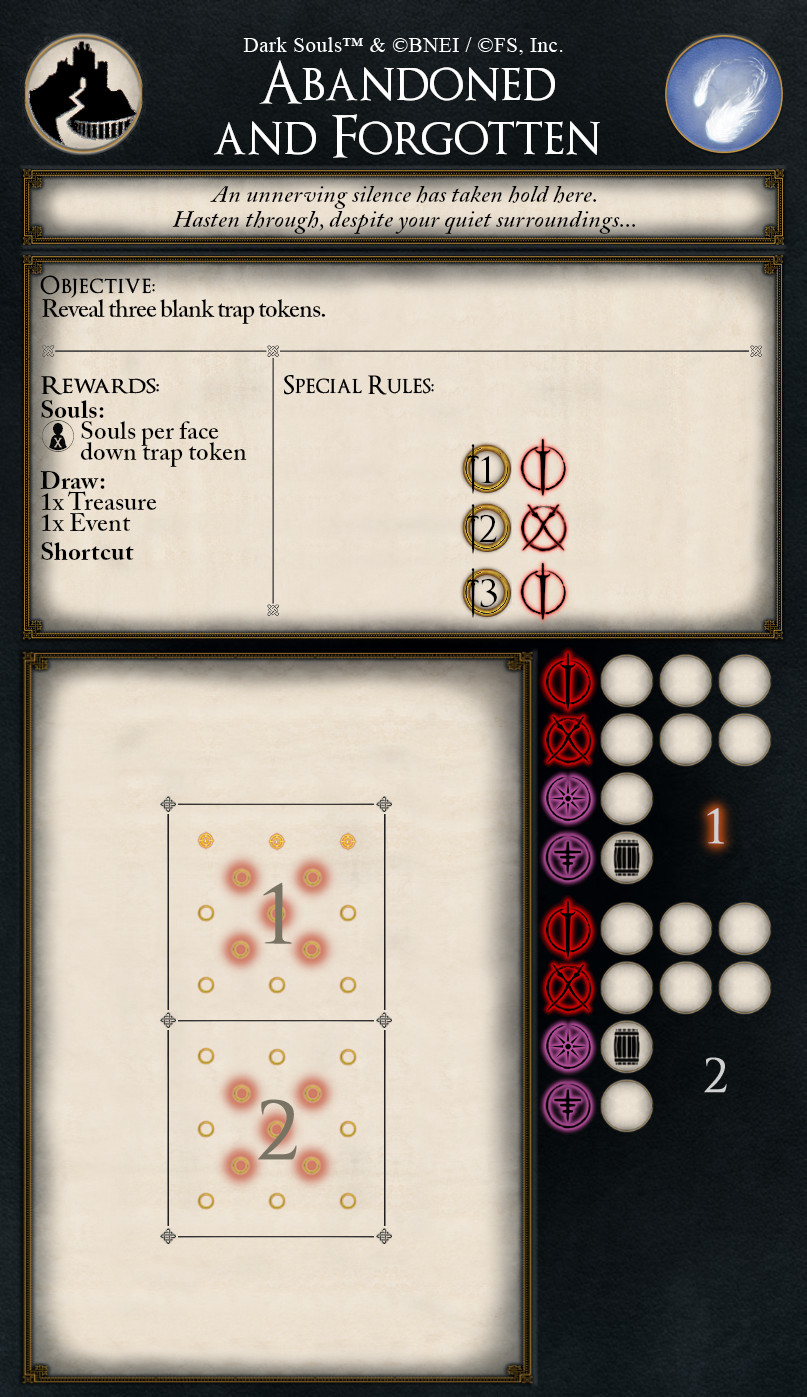 Dark Souls™ & ©BNEI / ©FS, Inc.
Abandoned
and Forgotten
An unnerving silence has taken hold here.
Hasten through, despite your quiet surroundings...
Objective:
Reveal three blank trap tokens.
Rewards:
Souls:
X Souls per face
down trap token
Draw:
1x Treasure
1x Event
Shortcut
Special Rules:
1
2
3
1
2
1
2